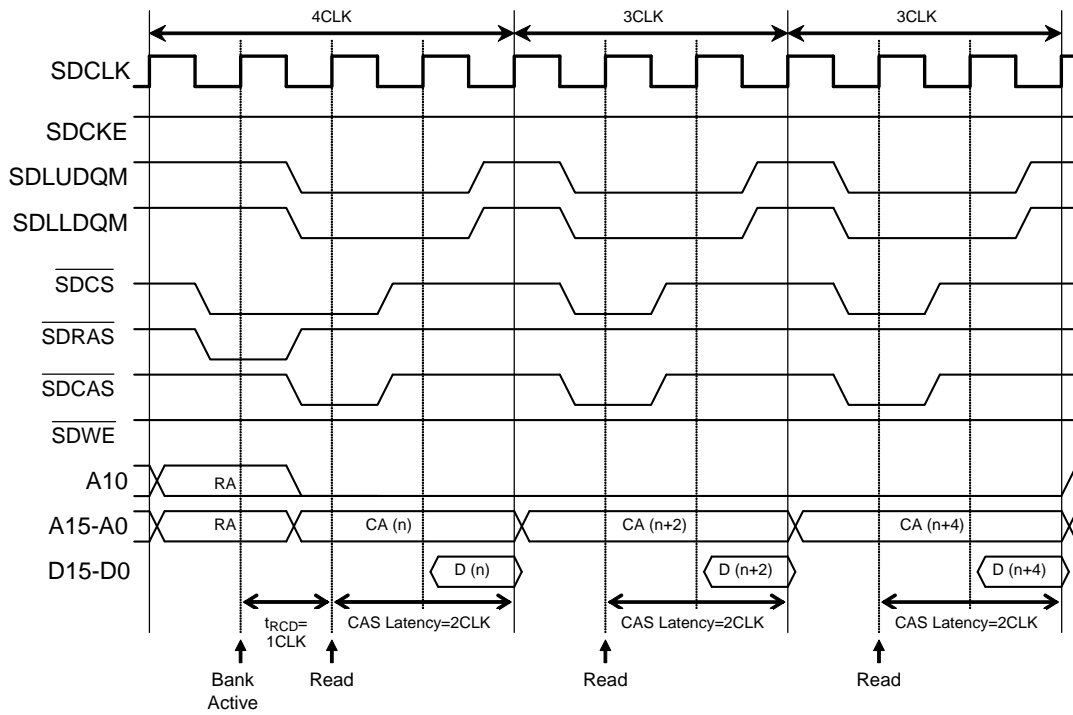 4CLK 3CLK 3CLK
SDCLK
SDCKE
SDLUDQM
SDLLDQM
SDCS
SDRAS
SDCAS
SDWE
A10 RA
A15-A0 RA CA (n) CA (n+2) CA (n+4)
D15-D0 D (n) D (n+2) D (n+4)
tRCD= CAS Latency=2CLK CAS Latency=2CLK CAS Latency=2CLK
1CLK
Bank Read Read Read
Active